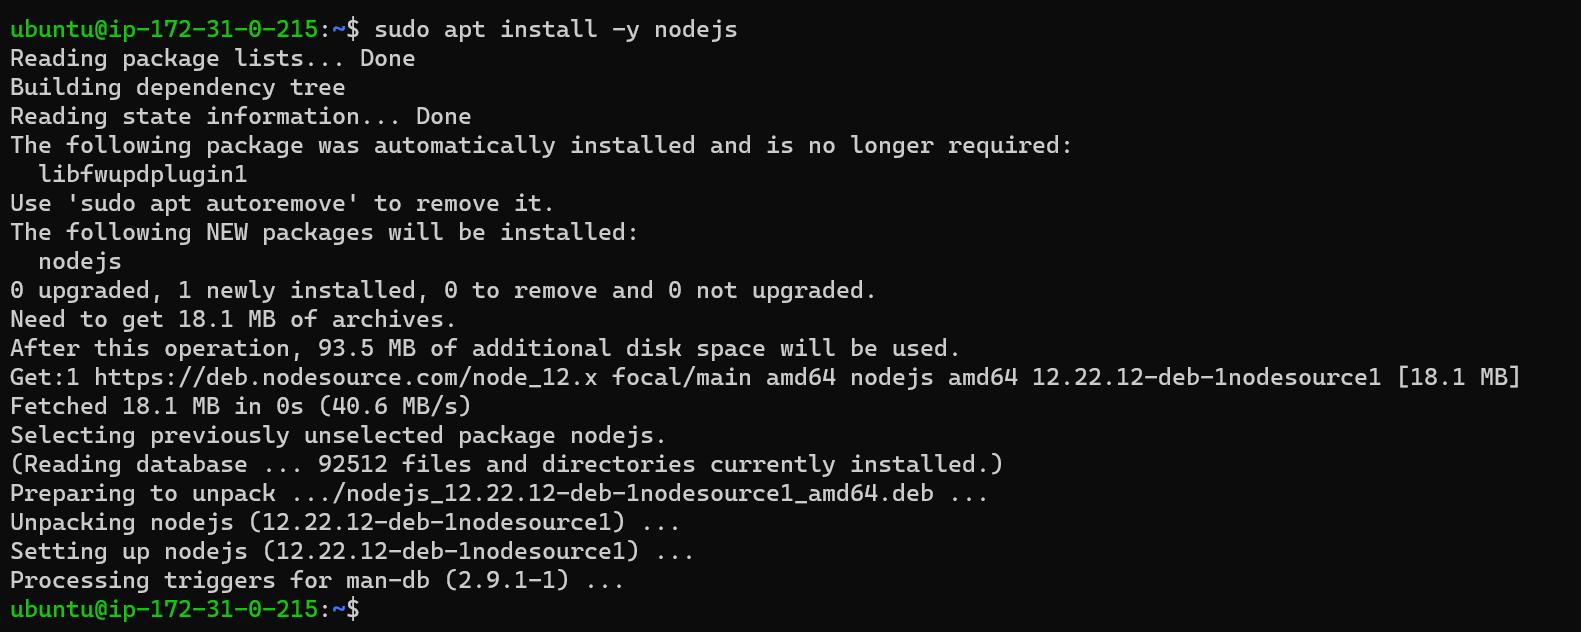 ubuntu@ip-172-31-0-215:~$ sudo apt install -y nodejs
Reading package lists... Done
Building dependency tree
Reading state information... Done
The following package was automatically installed and is no longer required:
  libfwupdplugin1
Use 'sudo apt autoremove' to remove it.
The following NEW packages will be installed:
  nodejs
0 upgraded, 1 newly installed, 0 to remove and 0 not upgraded.
Need to get 18.1 MB of archives.
After this operation, 93.5 MB of additional disk space will be used.
Get:1 https://deb.nodesource.com/node_12.x focal/main amd64 nodejs amd64 12.22.12-deb-1nodesource1 [18.1 MB]
Fetched 18.1 MB in 0s (40.6 MB/s)
Selecting previously unselected package nodejs.
(Reading database ... 92512 files and directories currently installed.)
Preparing to unpack .../nodejs_12.22.12-deb-1nodesource1_amd64.deb ...
Unpacking nodejs (12.22.12-deb-1nodesource1) ...
Setting up nodejs (12.22.12-deb-1nodesource1) ...
Processing triggers for man-db (2.9.1-1) ...
ubuntu@ip-172-31-0-215:~$